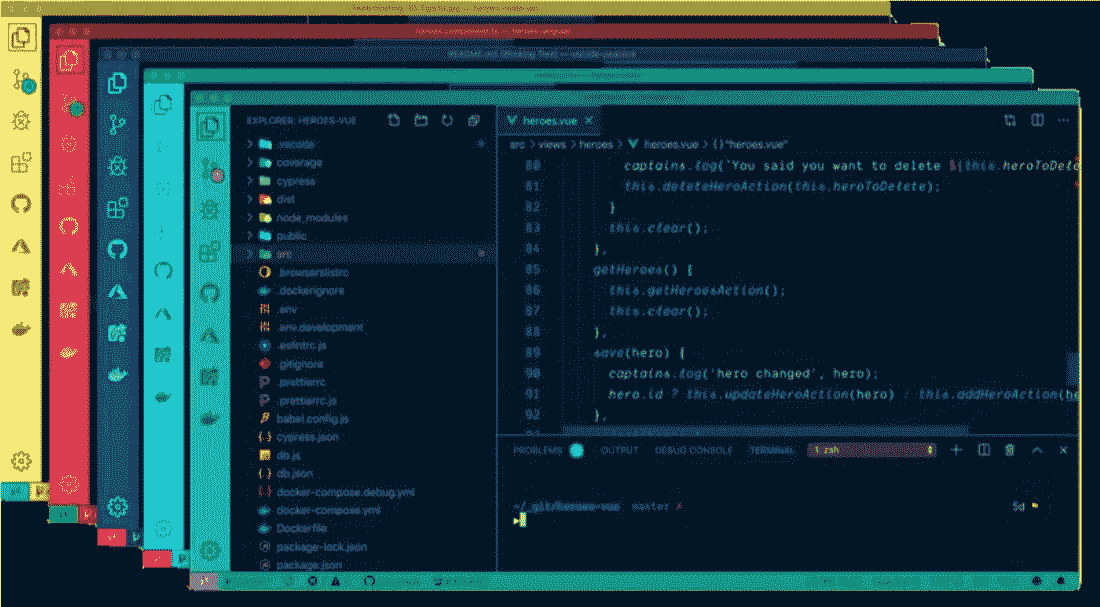 EXPLORER: HEROES-VUE
.vscode
coverage
cypress
dist
node_modules
public
src
.browserslistrc
.dockerignore
.env
.env.development
.eslintrc.js
.gitignore
.prettierrc
.prettierrc.js
babel.config.js
cypress.json
db.js
db.json
docker-compose.debug.yml
docker-compose.yml
Dockerfile
package-lock.json
package.json
heroes.vue
src > views > heroes > heroes.vue > {} "heroes.vue"
80 captains.log(`You said you want to delete ${this.heroToDele
81 this.deleteHeroAction(this.heroToDelete);
82 }
83 this.clear();
84 },
85 getHeroes() {
86 this.getHeroesAction();
87 this.clear();
88 },
89 save(hero) {
90 captains.log('hero changed', hero);
91 hero.id ? this.updateHeroAction(hero) : this.addHeroAction(he
92 },
PROBLEMS OUTPUT DEBUG CONSOLE TERMINAL 1 zsh
~/_git/heroes-vue master 5d